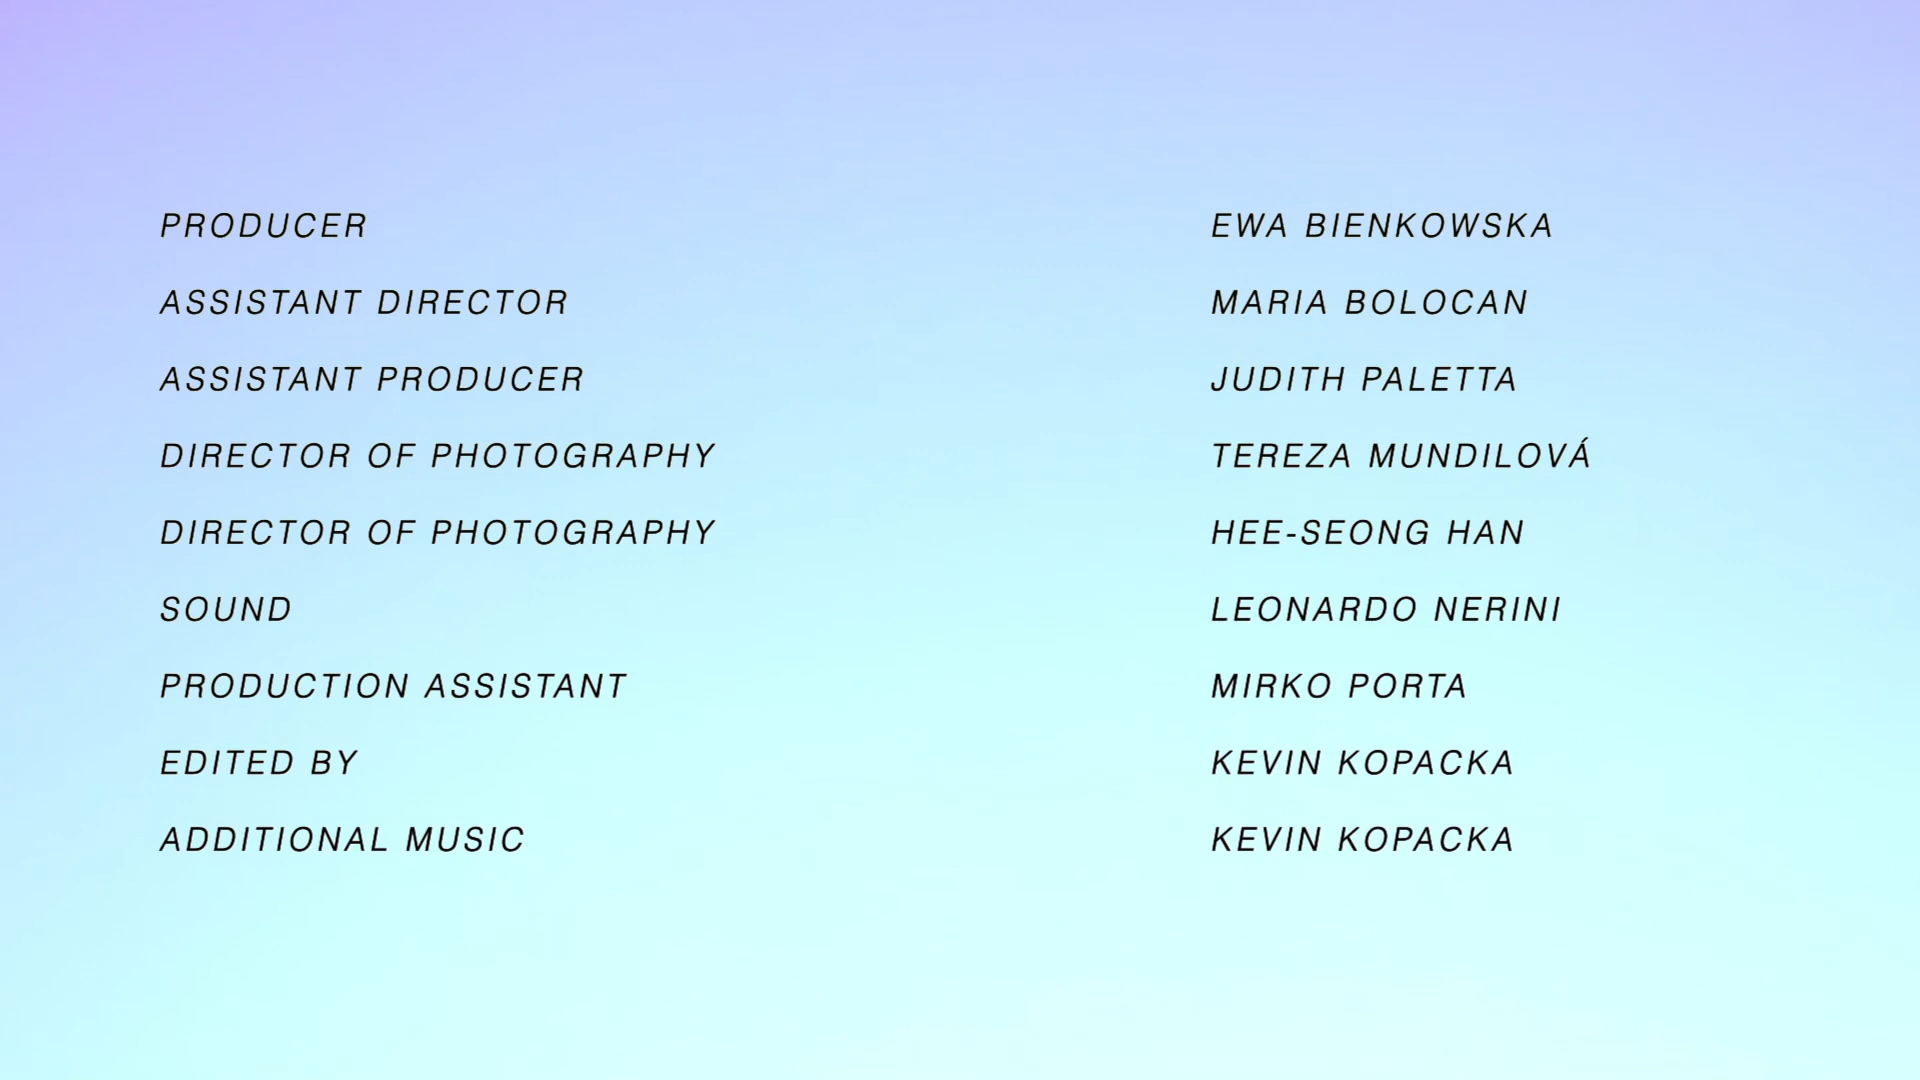 PRODUCER EWA BIENKOWSKA
ASSISTANT DIRECTOR MARIA BOLOCAN
ASSISTANT PRODUCER JUDITH PALETTA
DIRECTOR OF PHOTOGRAPHY TEREZA MUNDILOVÁ
DIRECTOR OF PHOTOGRAPHY HEE-SEONG HAN
SOUND LEONARDO NERINI
PRODUCTION ASSISTANT MIRKO PORTA
EDITED BY KEVIN KOPACKA
ADDITIONAL MUSIC KEVIN KOPACKA